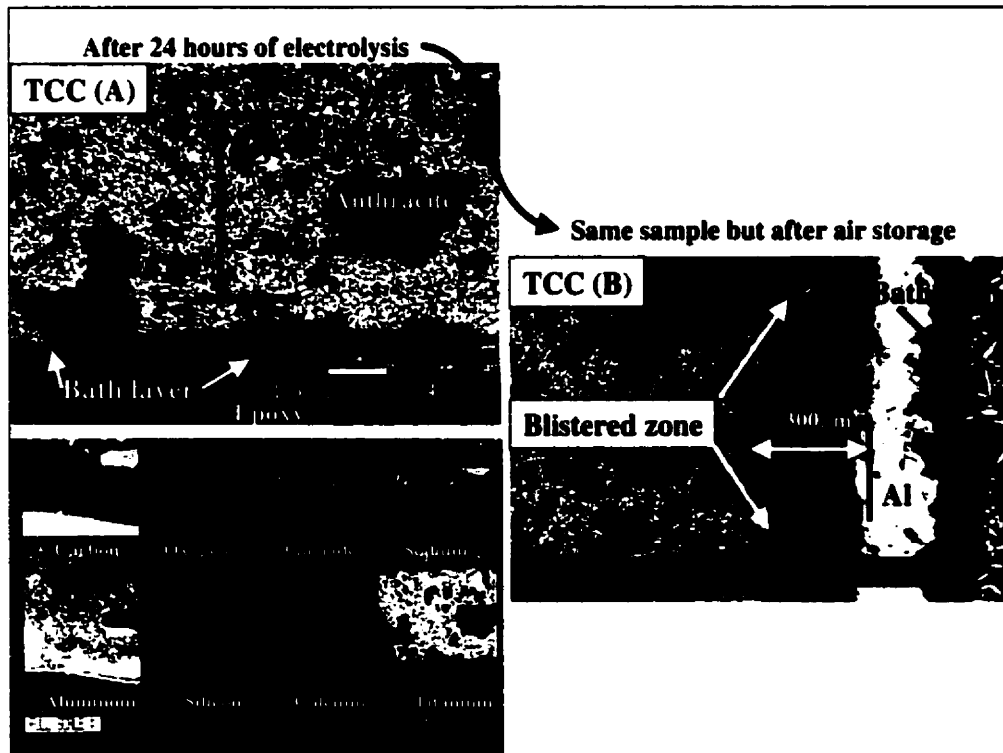 After 24 hours of electrolysis
TCC (A)
Anthracite
Bath layer
Epoxy
Same sample but after air storage
TCC (B)
Bath
Blistered zone
Al
Carbon
Sodium
Aluminum
Silicon
Calcium
Titanium